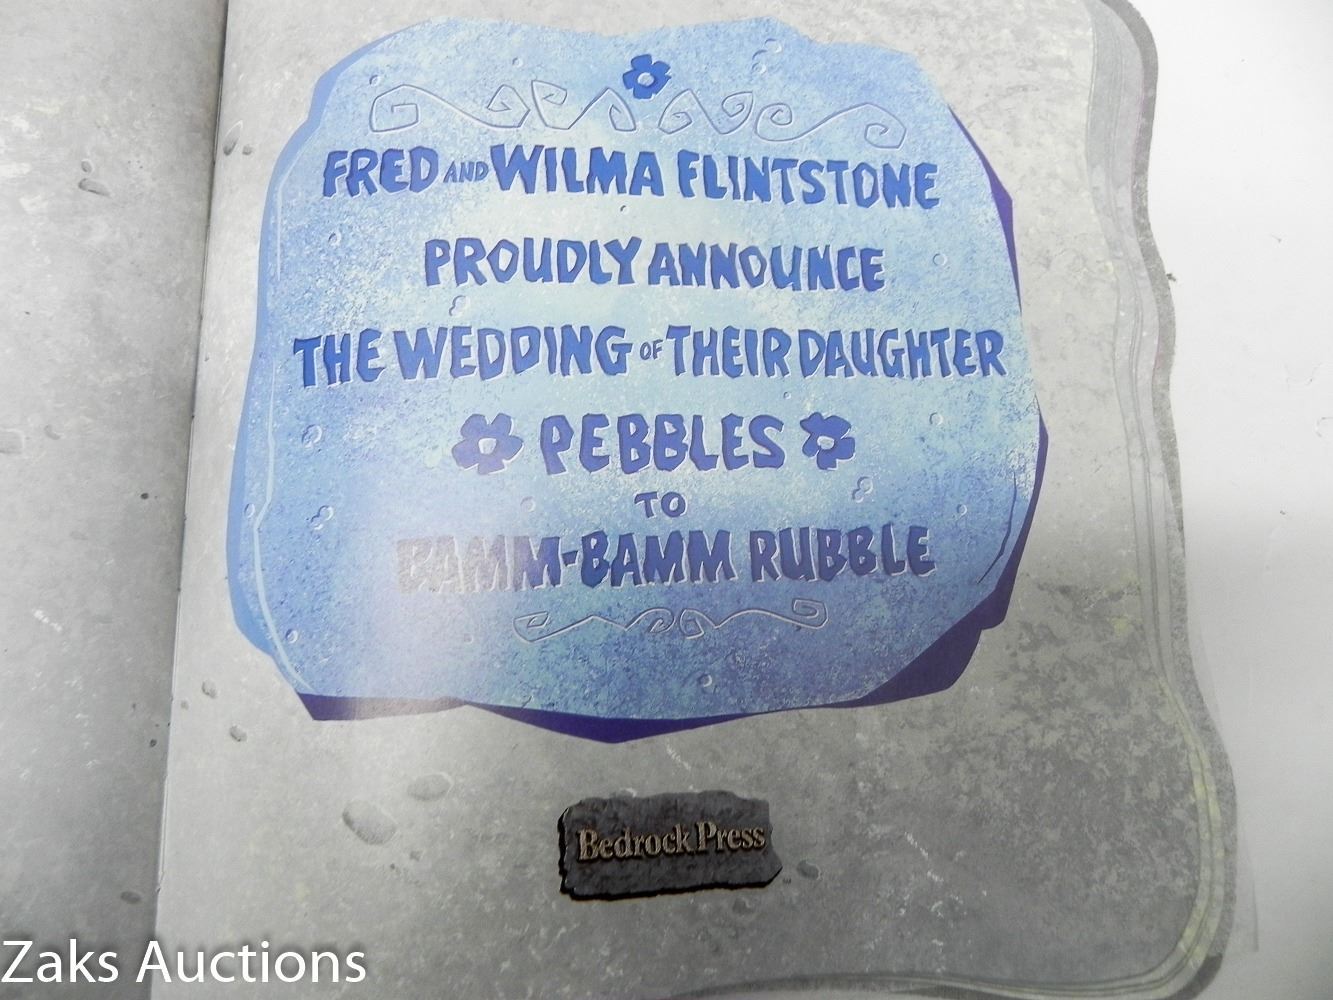 FRED AND WILMA FLINTSTONE
PROUDLY ANNOUNCE
THE WEDDING OF THEIR DAUGHTER
PEBBLES
TO
BAMM-BAMM RUBBLE
Bedrock Press
Zaks Auctions